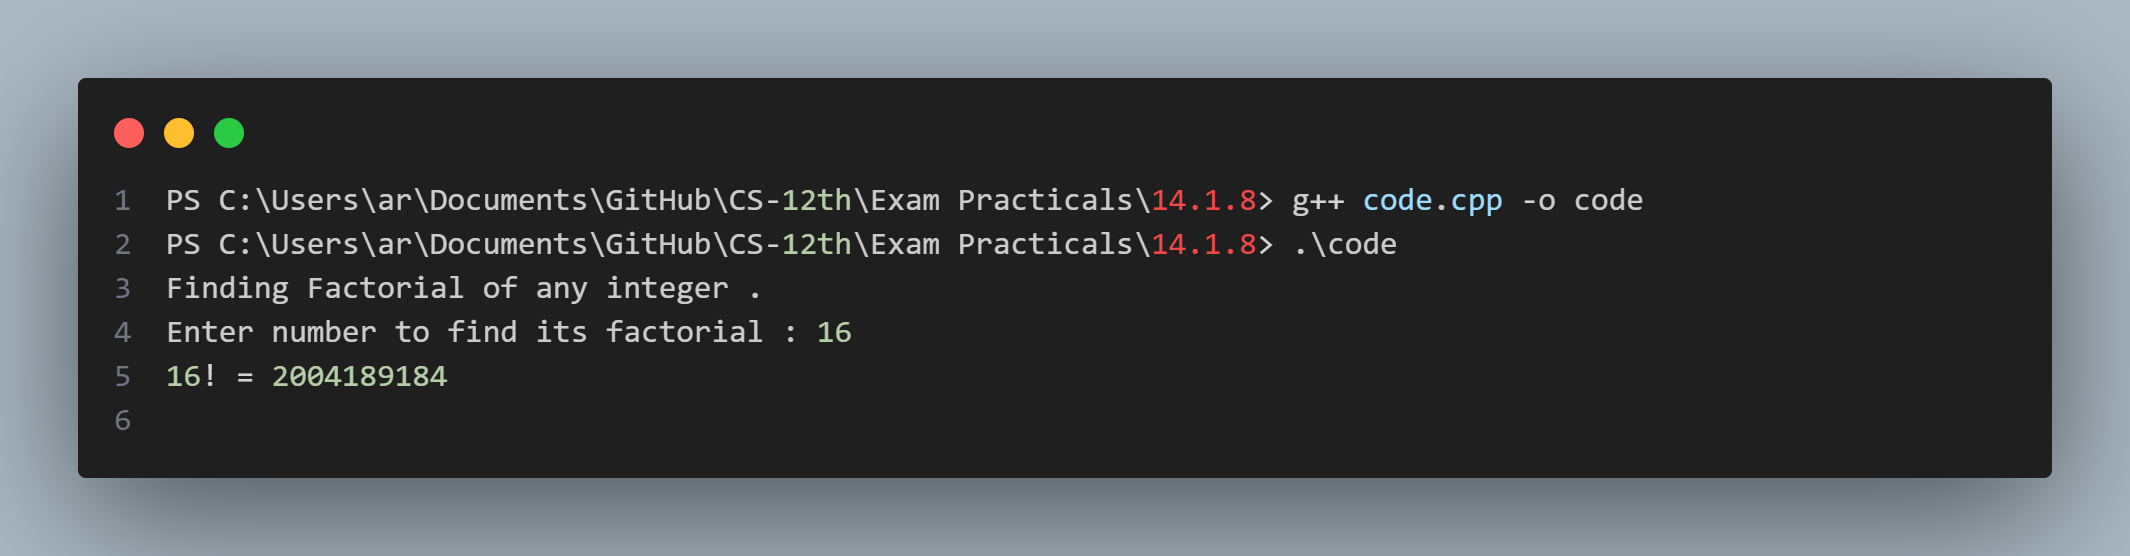 1 PS C:\Users\ar\Documents\GitHub\CS-12th\Exam Practicals\14.1.8> g++ code.cpp -o code
2 PS C:\Users\ar\Documents\GitHub\CS-12th\Exam Practicals\14.1.8> .\code
3 Finding Factorial of any integer .
4 Enter number to find its factorial : 16
5 16! = 2004189184
6